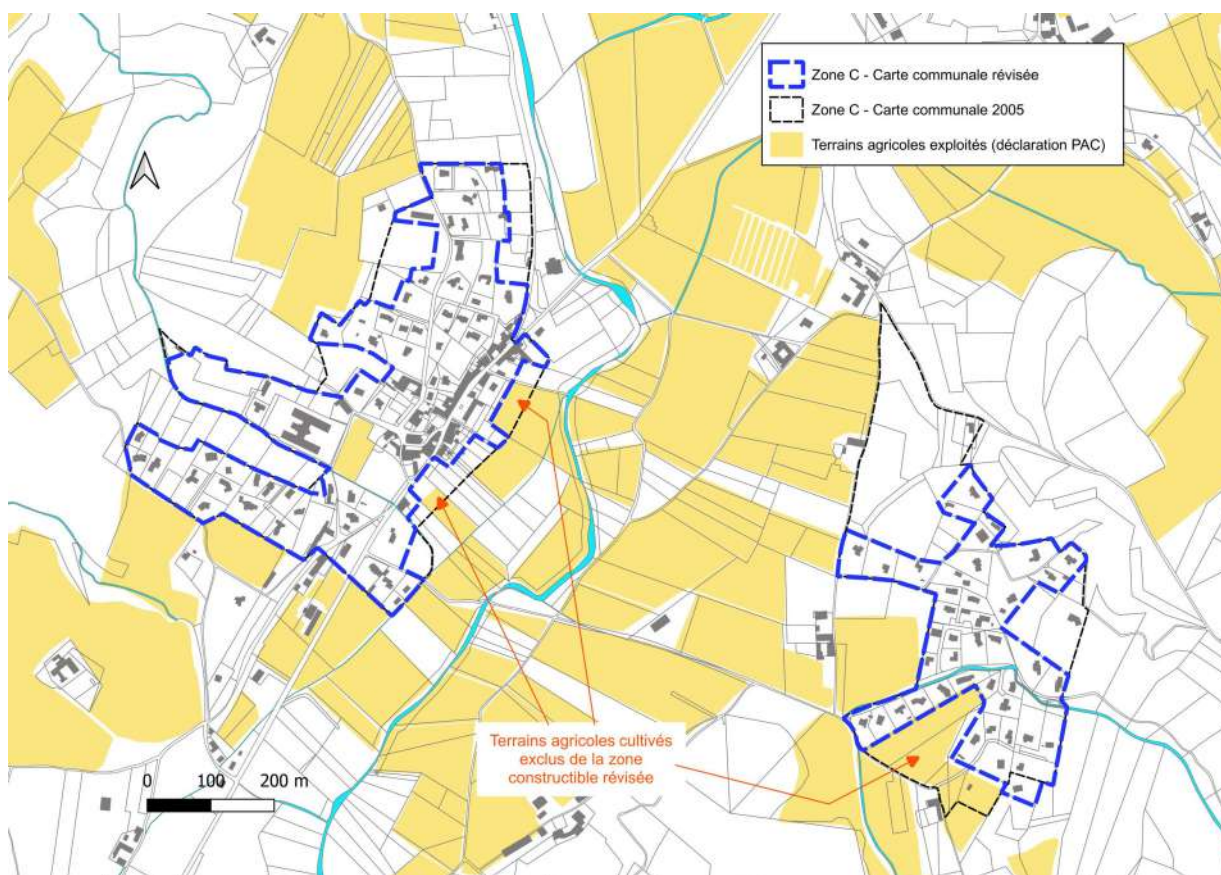 Zone C - Carte communale révisée
Zone C - Carte communale 2005
Terrains agricoles exploités (déclaration PAC)
Terrains agricoles cultivés
exclus de la zone
constructible révisée
0 100 200 m